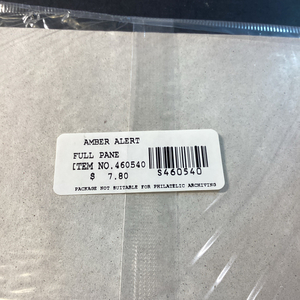 AMBER ALERT
FULL PANE
ITEM NO.460540
$ 7.80
S460540
PACKAGE NOT SUITABLE FOR PHILATELIC ARCHIVING